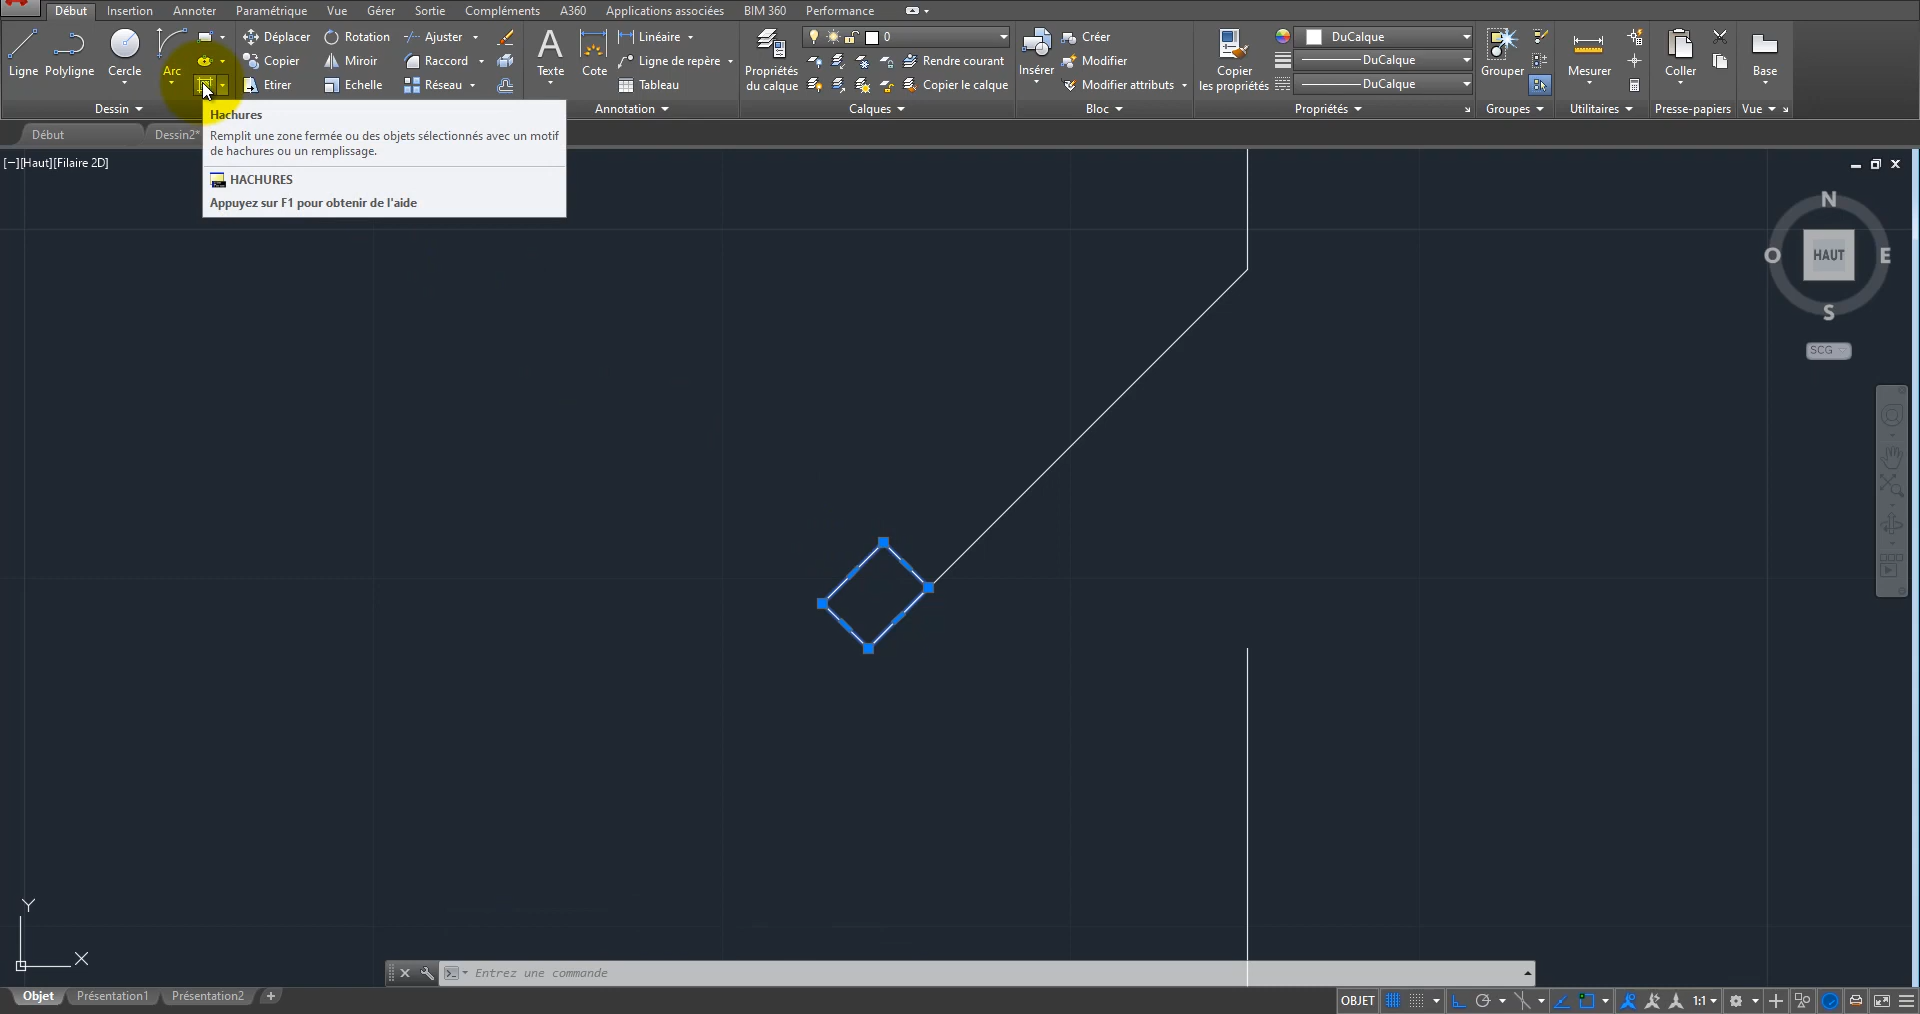 Début Insertion Annoter Paramétrique Vue Gérer Sortie Compléments A360 Applications associées BIM 360 Performance
Ligne Polyligne Cercle Arc
Déplacer Rotation Ajuster
Copier Miroir Raccord
Etirer Echelle Réseau
Dessin
Texte Cote
Linéaire
Ligne de repère
Tableau
Annotation
Propriétés
du calque
0
Rendre courant
Copier le calque
Calques
Insérer
Créer
Modifier
Modifier attributs
Bloc
Copier
les propriétés
DuCalque
DuCalque
DuCalque
Propriétés
Grouper
Groupes
Mesurer
Utilitaires
Coller
Presse-papiers
Base
Vue
Début Dessin2*
Hachures
Remplit une zone fermée ou des objets sélectionnés avec un motif
de hachures ou un remplissage.
HACHURES
Appuyez sur F1 pour obtenir de l'aide
[−][Haut][Filaire 2D]
N
O HAUT E
S
SCG
Y
X
Entrez une commande
Objet Présentation1 Présentation2 +
OBJET 1:1